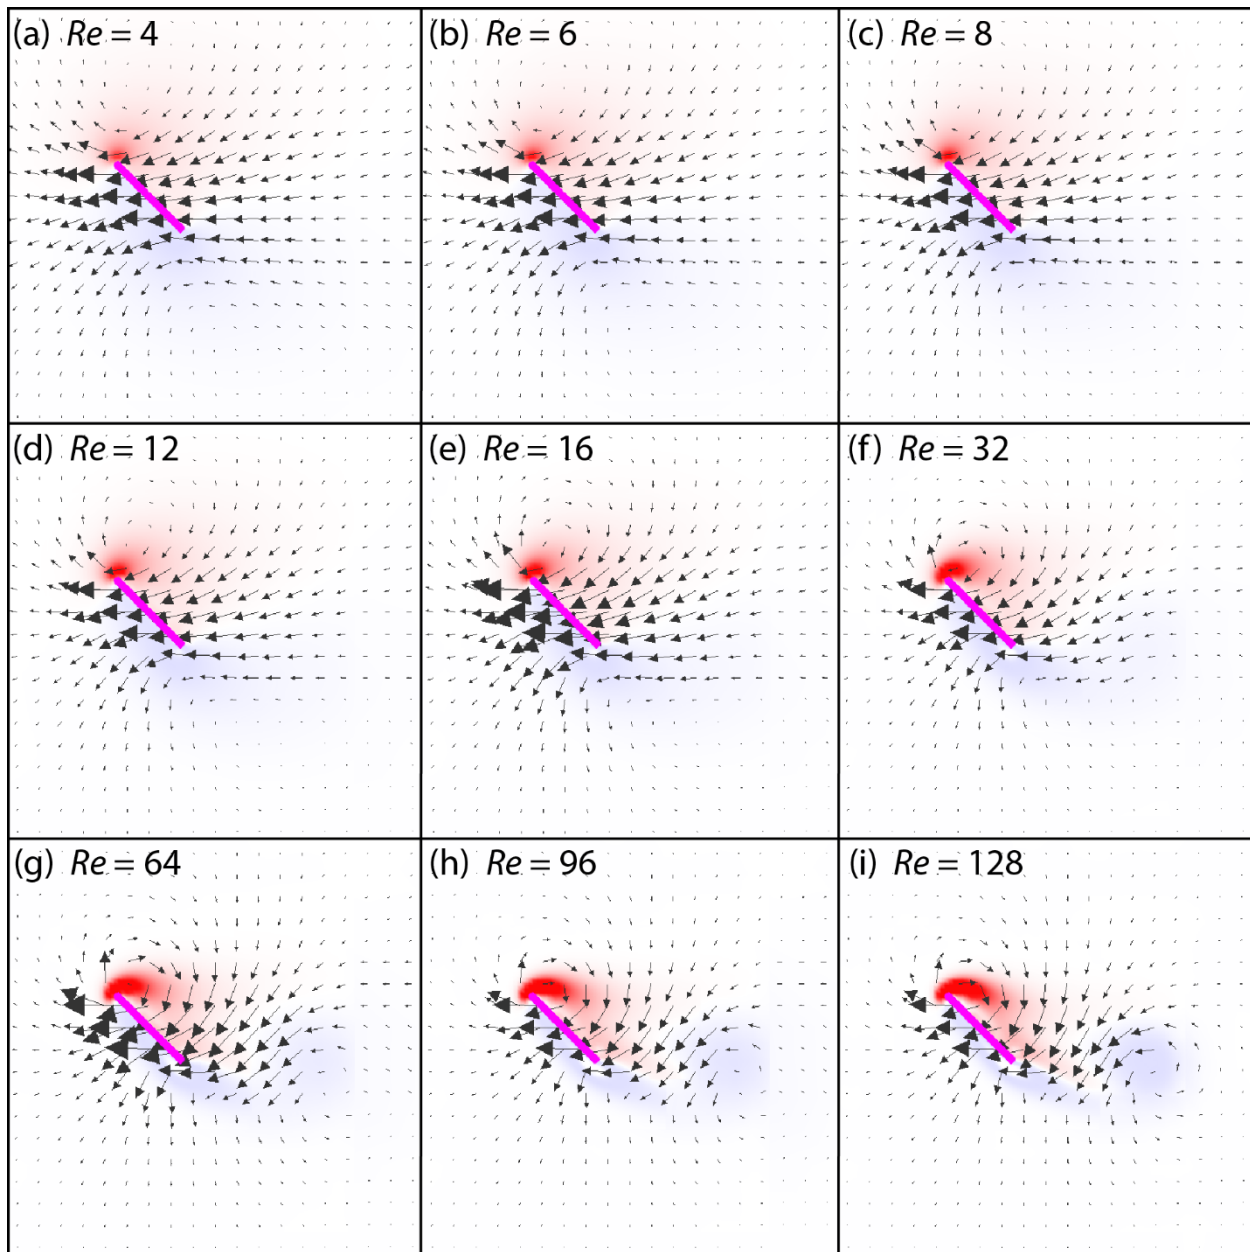 (a) Re = 4
(b) Re = 6
(c) Re = 8
(d) Re = 12
(e) Re = 16
(f) Re = 32
(g) Re = 64
(h) Re = 96
(i) Re = 128